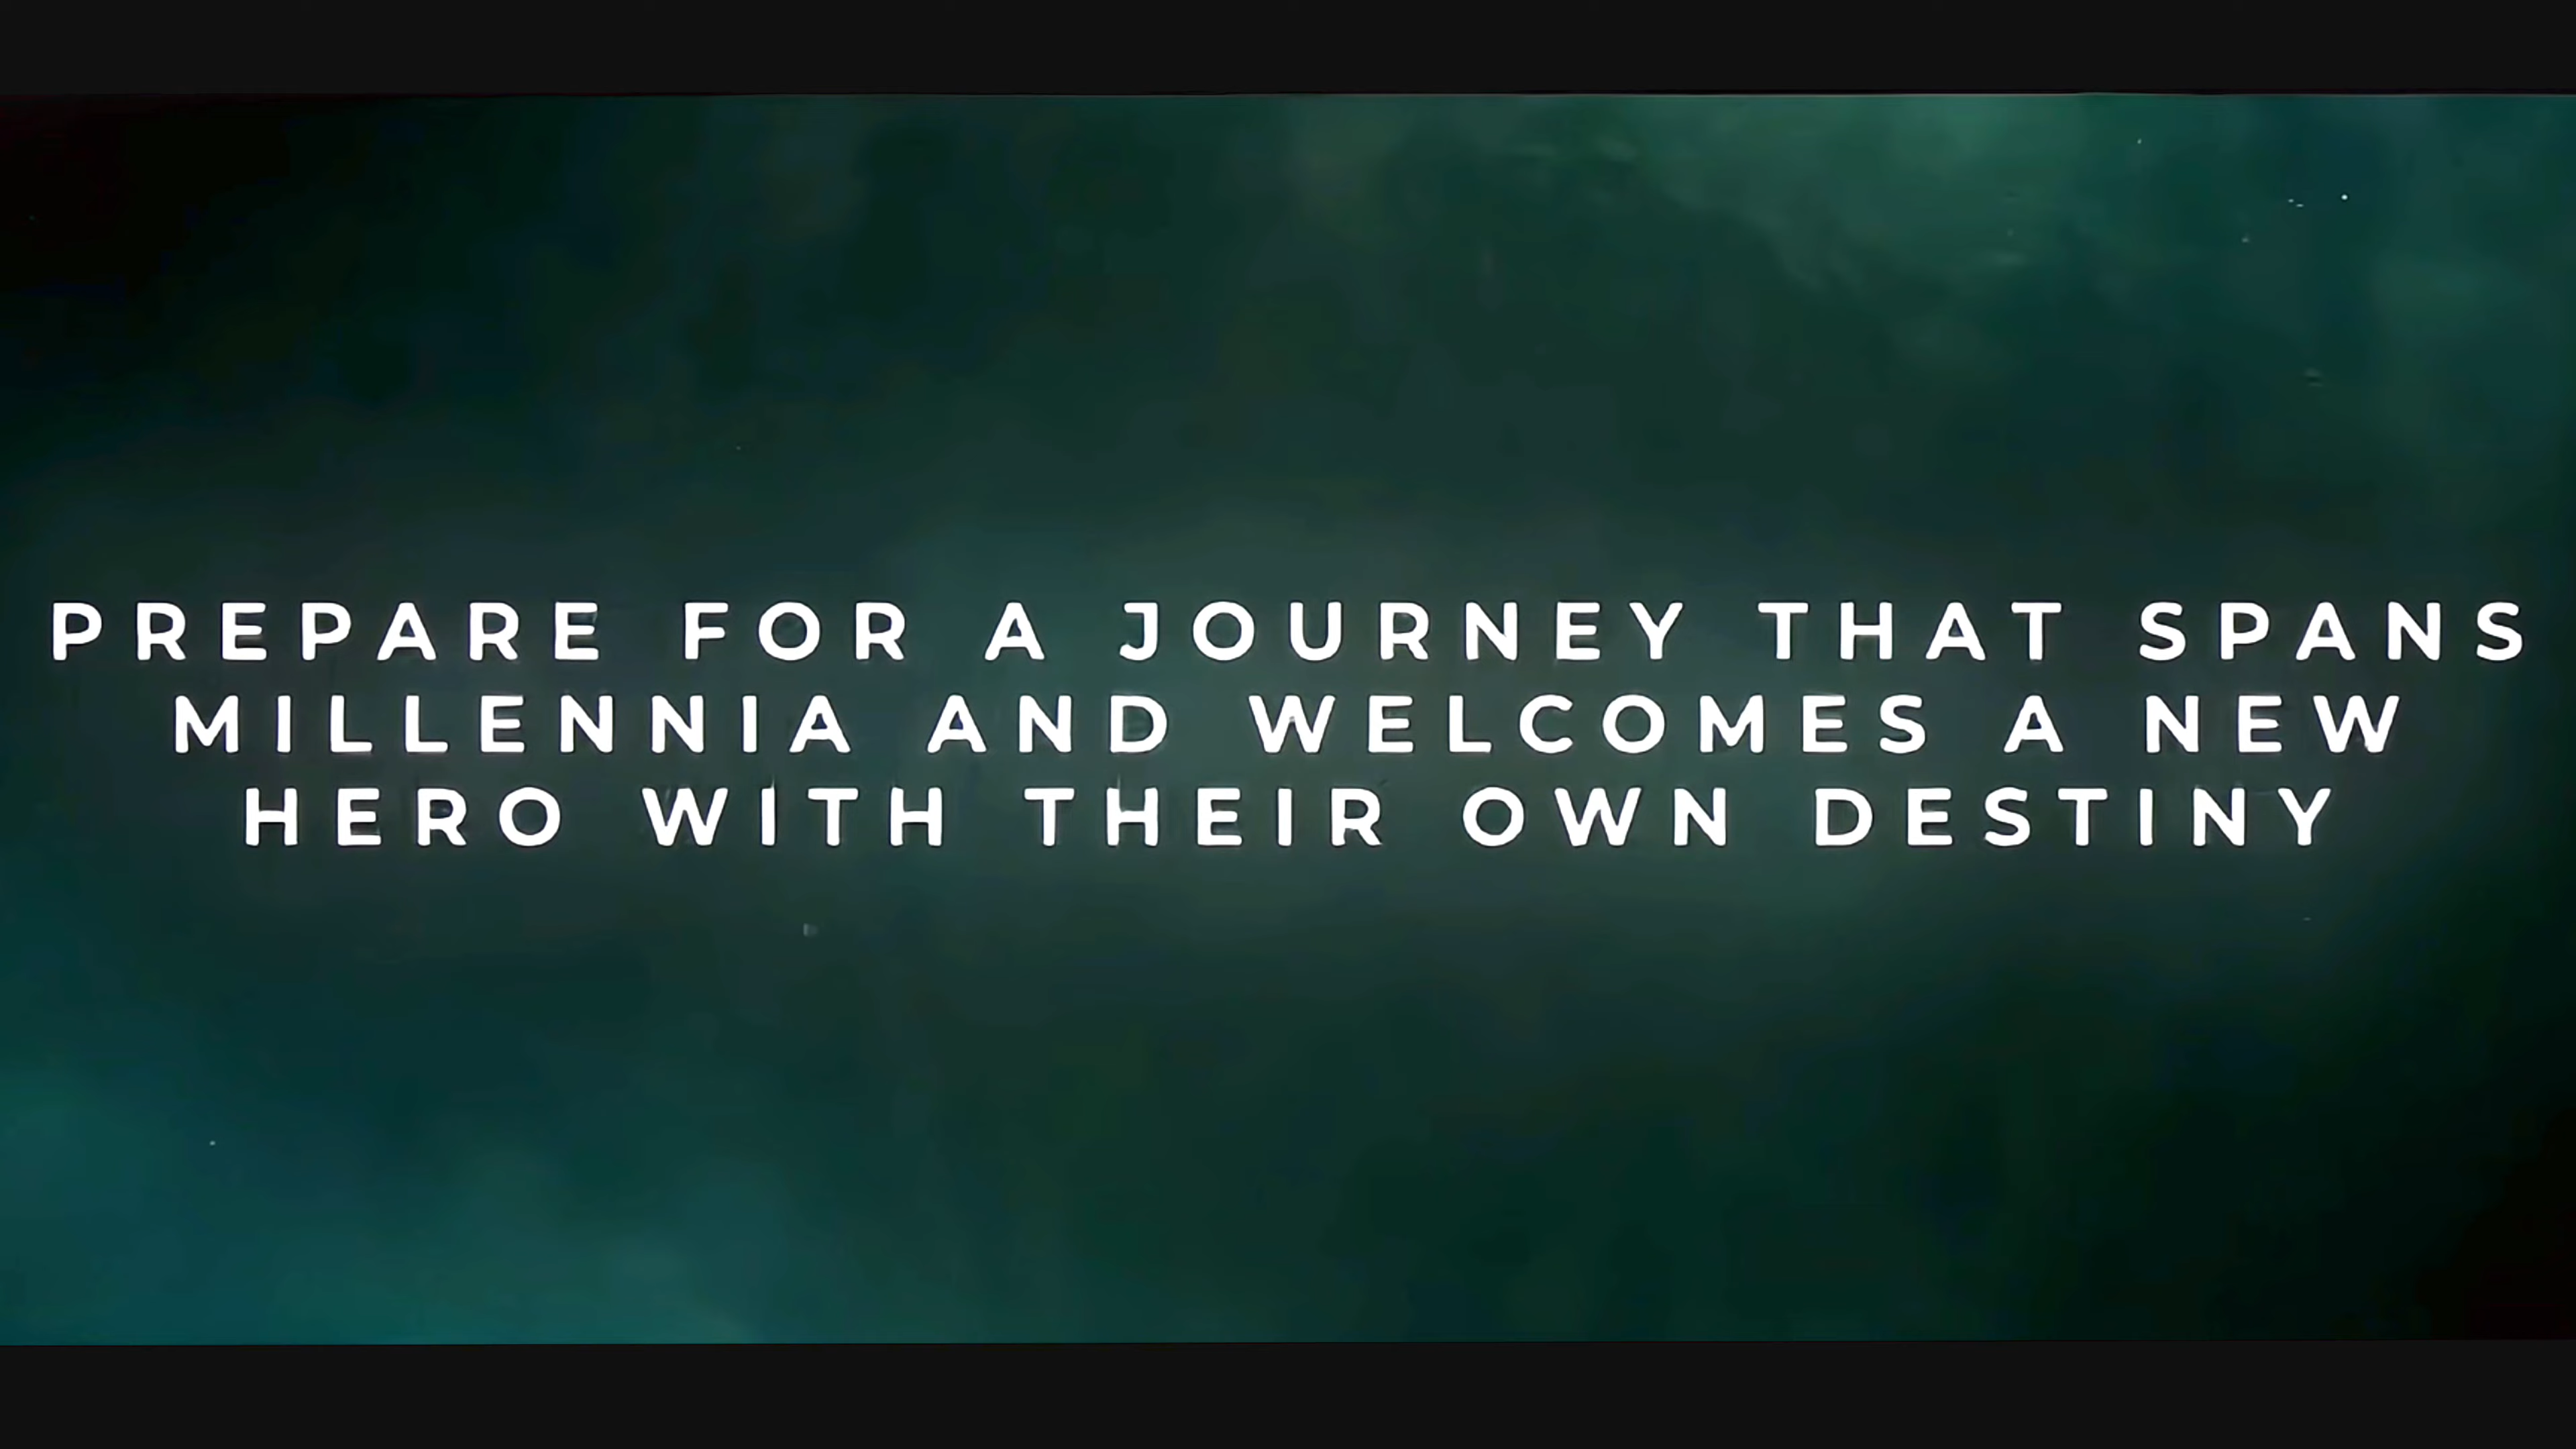 PREPARE FOR A JOURNEY THAT SPANS
MILLENNIA AND WELCOMES A NEW
HERO WITH THEIR OWN DESTINY